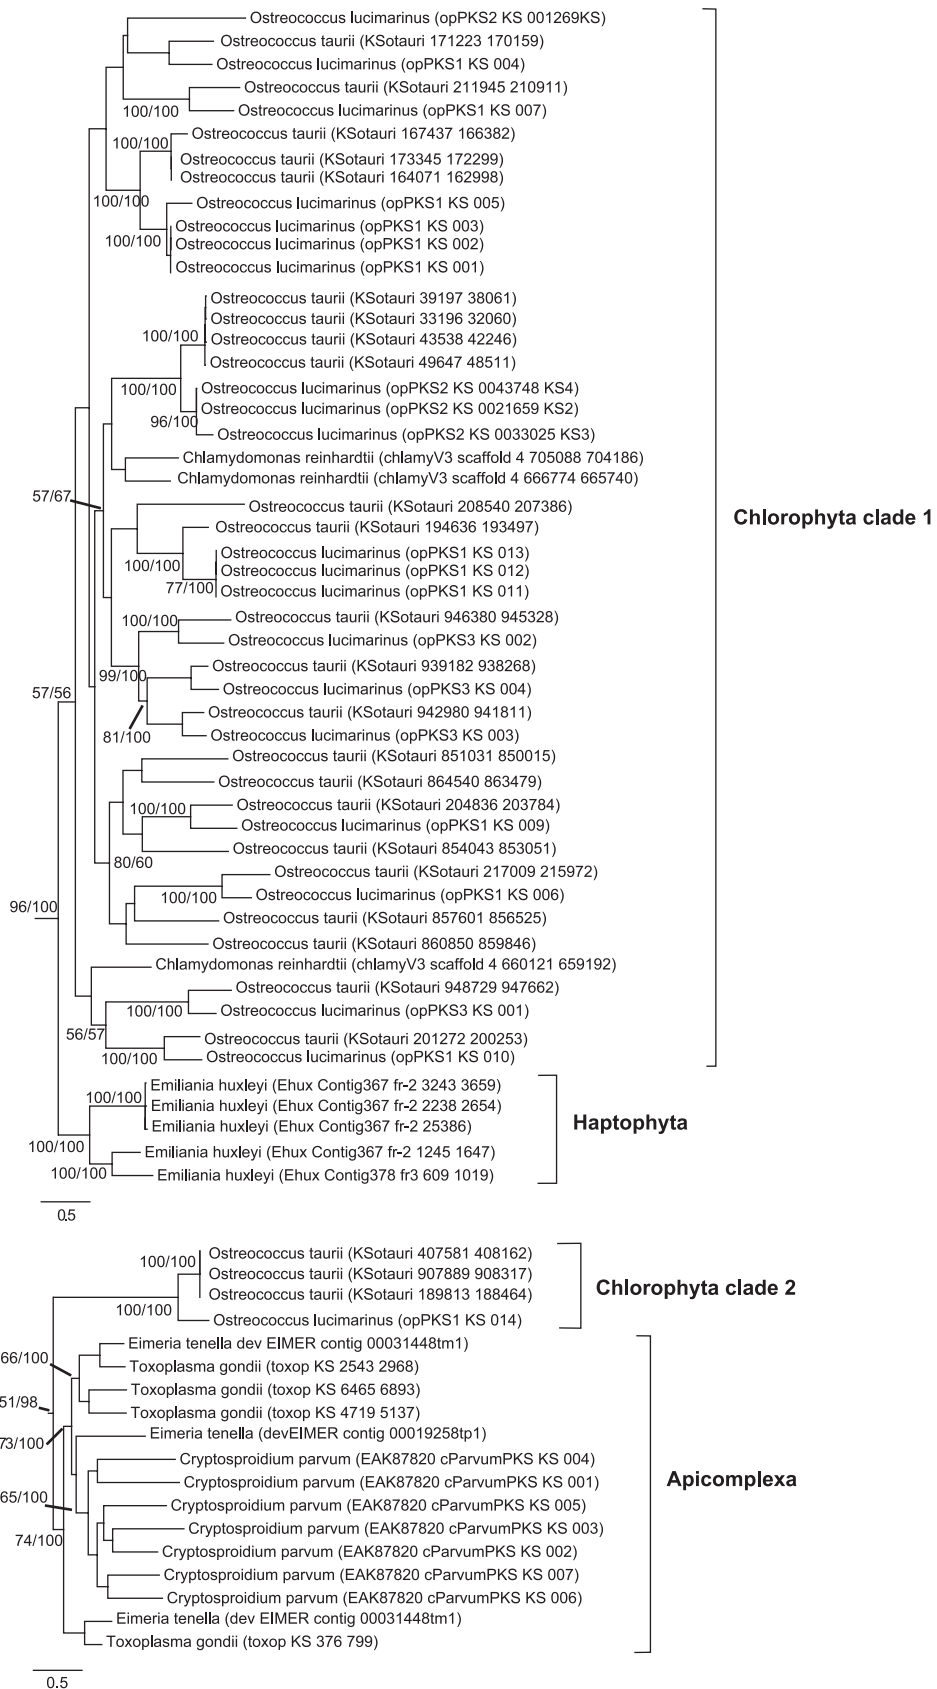 Ostreococcus lucimarinus (opPKS2 KS 001269KS)
Ostreococcus taurii (KSotauri 171223 170159)
Ostreococcus lucimarinus (opPKS1 KS 004)
Ostreococcus taurii (KSotauri 211945 210911)
100/100
Ostreococcus lucimarinus (opPKS1 KS 007)
100/100
Ostreococcus taurii (KSotauri 167437 166382)
Ostreococcus taurii (KSotauri 173345 172299)
Ostreococcus taurii (KSotauri 164071 162998)
100/100
Ostreococcus lucimarinus (opPKS1 KS 005)
Ostreococcus lucimarinus (opPKS1 KS 003)
100/100
Ostreococcus lucimarinus (opPKS1 KS 002)
Ostreococcus lucimarinus (opPKS1 KS 001)
Ostreococcus taurii (KSotauri 39197 38061)
Ostreococcus taurii (KSotauri 33196 32060)
100/100
Ostreococcus taurii (KSotauri 43538 42246)
Ostreococcus taurii (KSotauri 49647 48511)
100/100
Ostreococcus lucimarinus (opPKS2 KS 0043748 KS4)
Ostreococcus lucimarinus (opPKS2 KS 0021659 KS2)
96/100
Ostreococcus lucimarinus (opPKS2 KS 0033025 KS3)
Chlamydomonas reinhardtii (chlamyV3 scaffold 4 705088 704186)
Chlamydomonas reinhardtii (chlamyV3 scaffold 4 666774 665740)
57/67
Ostreococcus taurii (KSotauri 208540 207386)
Chlorophyta clade 1
Ostreococcus taurii (KSotauri 194636 193497)
Ostreococcus lucimarinus (opPKS1 KS 013)
100/100
Ostreococcus lucimarinus (opPKS1 KS 012)
77/100
Ostreococcus lucimarinus (opPKS1 KS 011)
100/100
Ostreococcus taurii (KSotauri 946380 945328)
Ostreococcus lucimarinus (opPKS3 KS 002)
99/100
Ostreococcus taurii (KSotauri 939182 938268)
57/56
Ostreococcus lucimarinus (opPKS3 KS 004)
Ostreococcus taurii (KSotauri 942980 941811)
81/100
Ostreococcus lucimarinus (opPKS3 KS 003)
Ostreococcus taurii (KSotauri 851031 850015)
Ostreococcus taurii (KSotauri 864540 863479)
100/100
Ostreococcus taurii (KSotauri 204836 203784)
Ostreococcus lucimarinus (opPKS1 KS 009)
Ostreococcus taurii (KSotauri 854043 853051)
80/60
Ostreococcus taurii (KSotauri 217009 215972)
100/100
Ostreococcus lucimarinus (opPKS1 KS 006)
96/100
Ostreococcus taurii (KSotauri 857601 856525)
Ostreococcus taurii (KSotauri 860850 859846)
Chlamydomonas reinhardtii (chlamyV3 scaffold 4 660121 659192)
Ostreococcus taurii (KSotauri 948729 947662)
100/100
Ostreococcus lucimarinus (opPKS3 KS 001)
56/57
Ostreococcus taurii (KSotauri 201272 200253)
100/100
Ostreococcus lucimarinus (opPKS1 KS 010)
Emiliania huxleyi (Ehux Contig367 fr-2 3243 3659)
100/100
Emiliania huxleyi (Ehux Contig367 fr-2 2238 2654)
Emiliania huxleyi (Ehux Contig367 fr-2 25386)
Haptophyta
100/100
Emiliania huxleyi (Ehux Contig367 fr-2 1245 1647)
100/100
Emiliania huxleyi (Ehux Contig378 fr3 609 1019)
0.5
Ostreococcus taurii (KSotauri 407581 408162)
100/100
Ostreococcus taurii (KSotauri 907889 908317)
Ostreococcus taurii (KSotauri 189813 188464)
Chlorophyta clade 2
100/100
Ostreococcus lucimarinus (opPKS1 KS 014)
Eimeria tenella dev EIMER contig 00031448tm1)
66/100
Toxoplasma gondii (toxop KS 2543 2968)
Toxoplasma gondii (toxop KS 6465 6893)
51/98
Toxoplasma gondii (toxop KS 4719 5137)
73/100
Eimeria tenella (devEIMER contig 00019258tp1)
Cryptosproidium parvum (EAK87820 cParvumPKS KS 004)
Apicomplexa
Cryptosproidium parvum (EAK87820 cParvumPKS KS 001)
65/100
Cryptosproidium parvum (EAK87820 cParvumPKS KS 005)
Cryptosproidium parvum (EAK87820 cParvumPKS KS 003)
74/100
Cryptosproidium parvum (EAK87820 cParvumPKS KS 002)
Cryptosproidium parvum (EAK87820 cParvumPKS KS 007)
Cryptosproidium parvum (EAK87820 cParvumPKS KS 006)
Eimeria tenella (dev EIMER contig 00031448tm1)
Toxoplasma gondii (toxop KS 376 799)
0.5